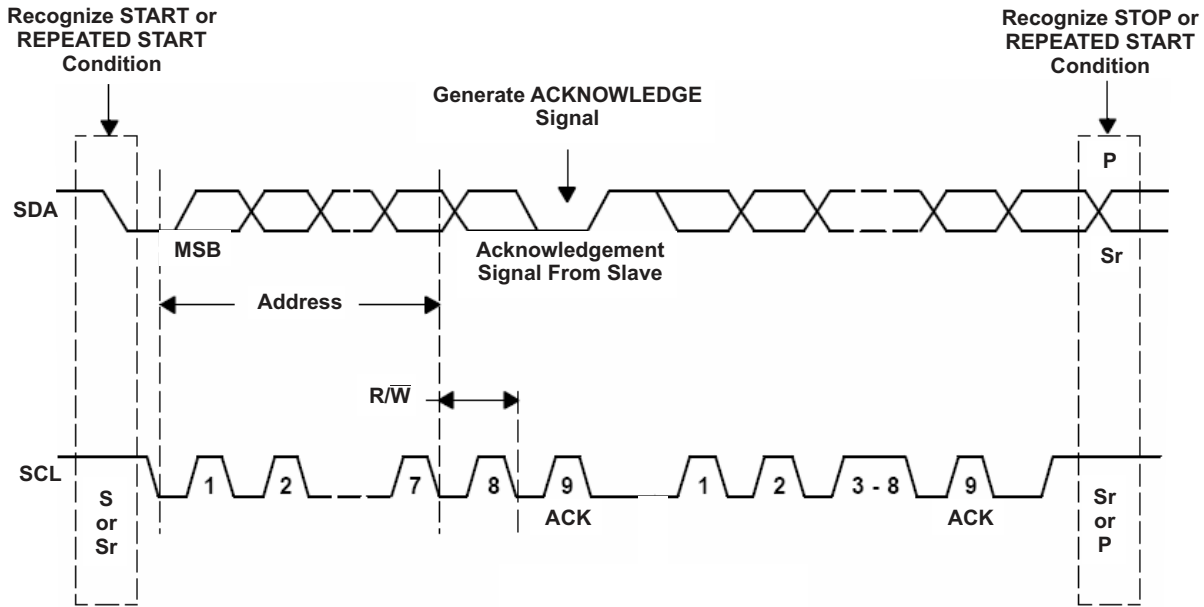 Recognize START or
REPEATED START
Condition
Recognize STOP or
REPEATED START
Condition
Generate ACKNOWLEDGE
Signal
P
SDA
MSB
Acknowledgement
Signal From Slave
Sr
Address
R/W̅
SCL
1
2
7
8
9
1
2
3 - 8
9
S
or
Sr
ACK
ACK
Sr
or
P